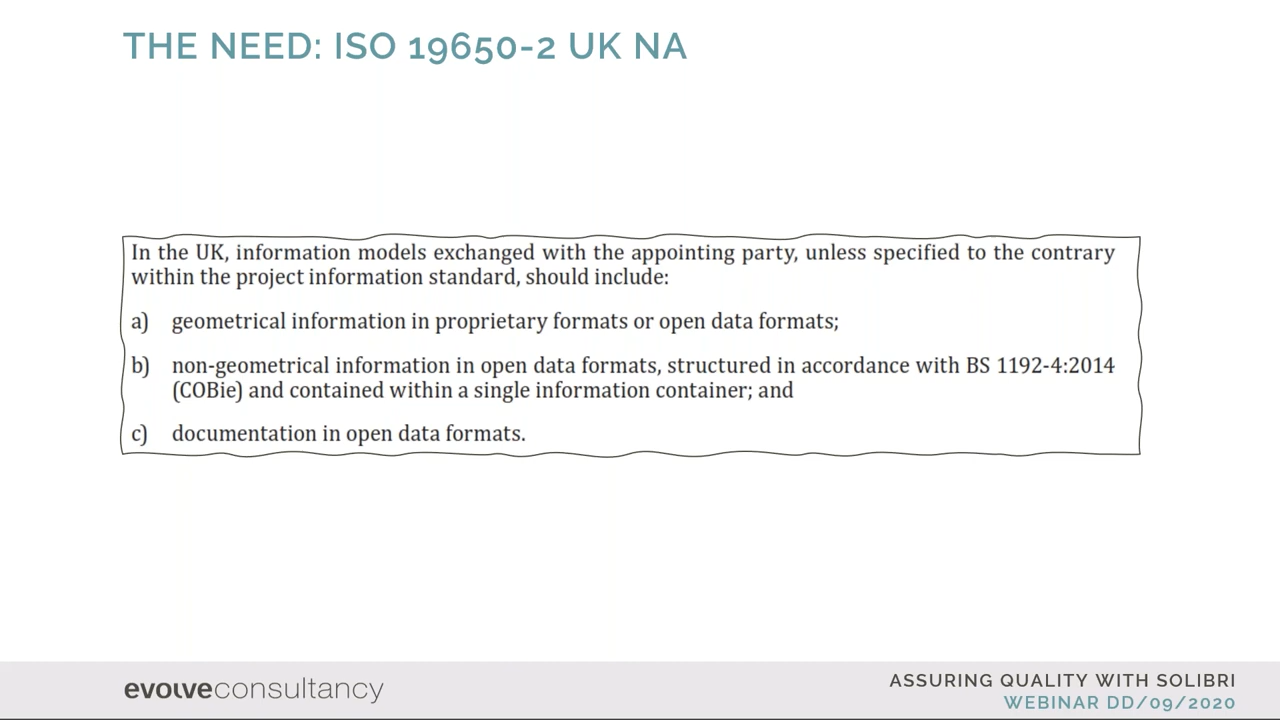 THE NEED: ISO 19650-2 UK NA
In the UK, information models exchanged with the appointing party, unless specified to the contrary
within the project information standard, should include:
a) geometrical information in proprietary formats or open data formats;
b) non-geometrical information in open data formats, structured in accordance with BS 1192-4:2014
(COBie) and contained within a single information container; and
c) documentation in open data formats.
evolveconsultancy
ASSURING QUALITY WITH SOLIBRI
WEBINAR DD/09/2020